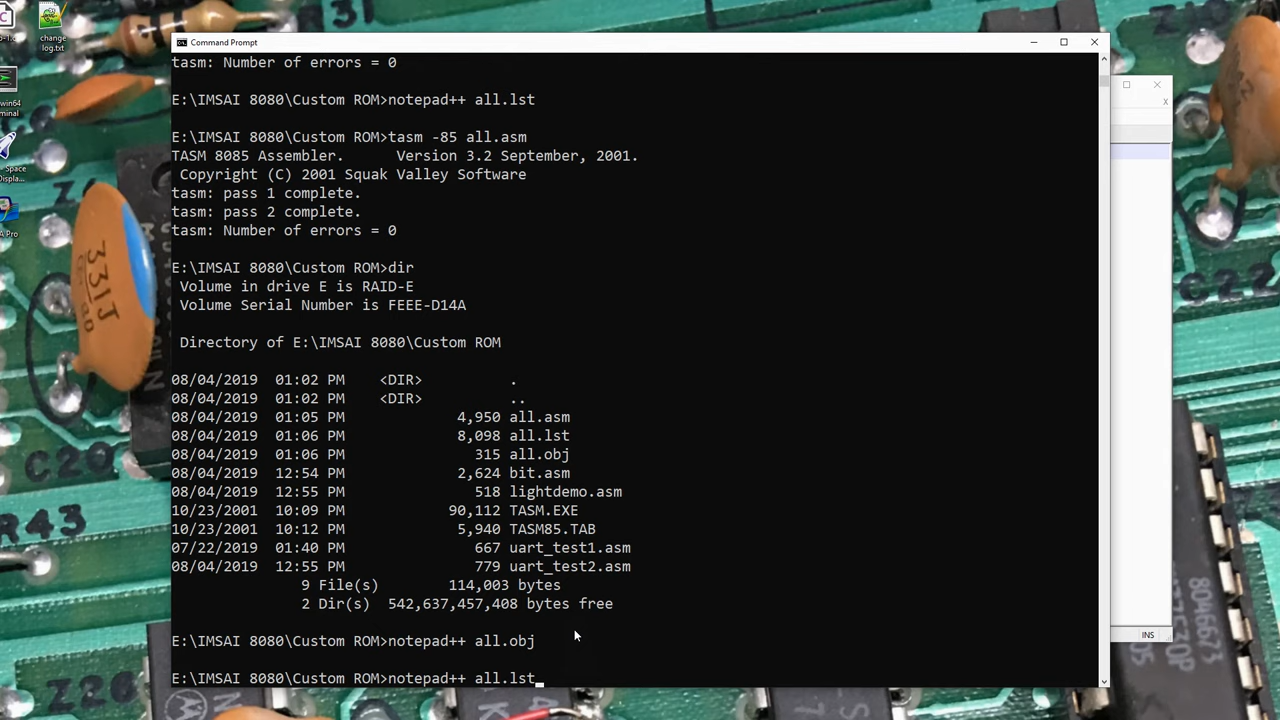 change
log.txt
Command Prompt
tasm: Number of errors = 0
E:\IMSAI 8080\Custom ROM>notepad++ all.lst
E:\IMSAI 8080\Custom ROM>tasm -85 all.asm
TASM 8085 Assembler.      Version 3.2 September, 2001.
 Copyright (C) 2001 Squak Valley Software
tasm: pass 1 complete.
tasm: pass 2 complete.
tasm: Number of errors = 0
E:\IMSAI 8080\Custom ROM>dir
 Volume in drive E is RAID-E
 Volume Serial Number is FEEE-D14A
 Directory of E:\IMSAI 8080\Custom ROM
08/04/2019  01:02 PM    <DIR>          .
08/04/2019  01:02 PM    <DIR>          ..
08/04/2019  01:05 PM             4,950 all.asm
08/04/2019  01:06 PM             8,098 all.lst
08/04/2019  01:06 PM               315 all.obj
08/04/2019  12:54 PM             2,624 bit.asm
08/04/2019  12:55 PM               518 lightdemo.asm
10/23/2001  10:09 PM            90,112 TASM.EXE
10/23/2001  10:12 PM             5,940 TASM85.TAB
07/22/2019  01:40 PM               667 uart_test1.asm
08/04/2019  12:55 PM               779 uart_test2.asm
               9 File(s)        114,003 bytes
               2 Dir(s)  542,637,457,408 bytes free
E:\IMSAI 8080\Custom ROM>notepad++ all.obj
E:\IMSAI 8080\Custom ROM>notepad++ all.lst
win64
Space
Displa...
A Pro
INS
331J
C20
R43
Z26
C22
8046673